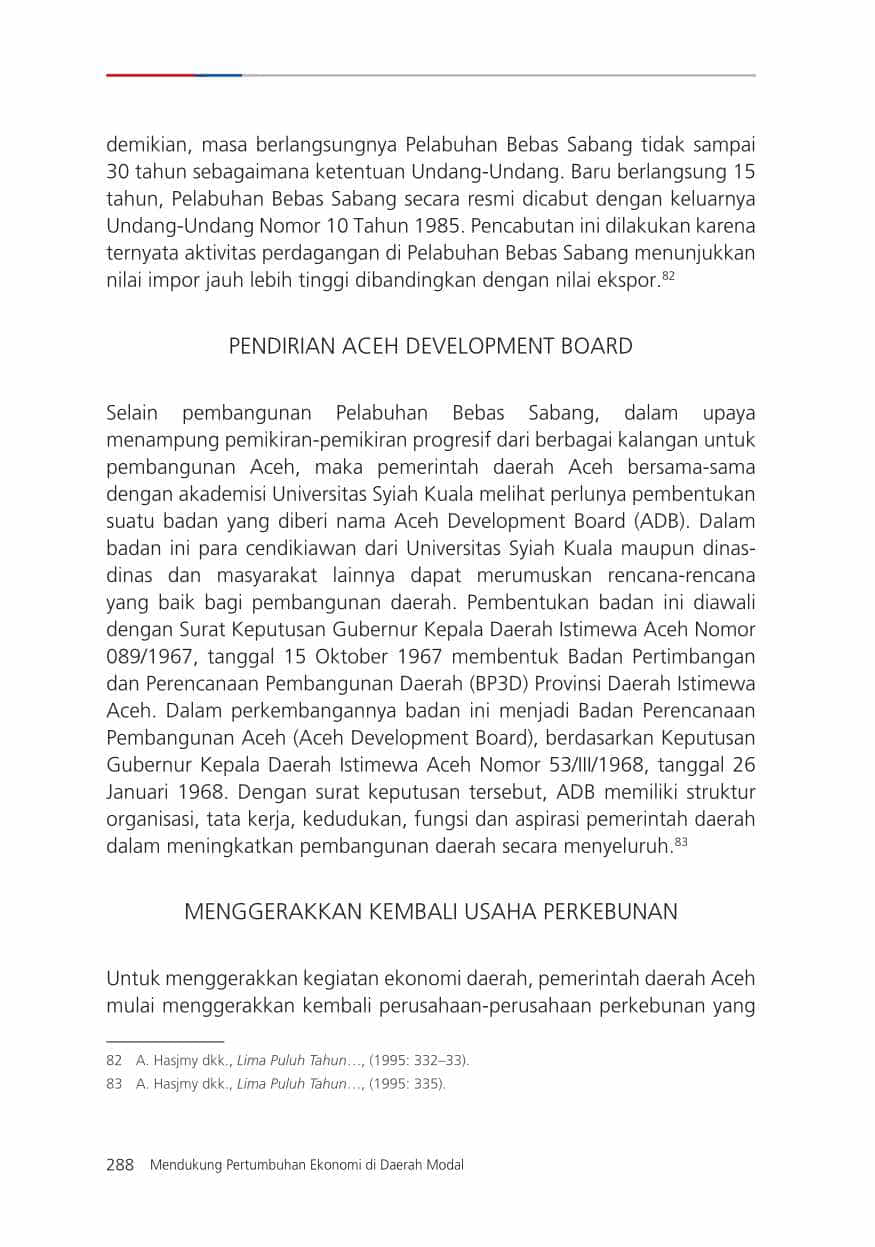 demikian, masa berlangsungnya Pelabuhan Bebas Sabang tidak sampai
30 tahun sebagaimana ketentuan Undang-Undang. Baru berlangsung 15
tahun, Pelabuhan Bebas Sabang secara resmi dicabut dengan keluarnya
Undang-Undang Nomor 10 Tahun 1985. Pencabutan ini dilakukan karena
ternyata aktivitas perdagangan di Pelabuhan Bebas Sabang menunjukkan
nilai impor jauh lebih tinggi dibandingkan dengan nilai ekspor.82
PENDIRIAN ACEH DEVELOPMENT BOARD
Selain pembangunan Pelabuhan Bebas Sabang, dalam upaya
menampung pemikiran-pemikiran progresif dari berbagai kalangan untuk
pembangunan Aceh, maka pemerintah daerah Aceh bersama-sama
dengan akademisi Universitas Syiah Kuala melihat perlunya pembentukan
suatu badan yang diberi nama Aceh Development Board (ADB). Dalam
badan ini para cendikiawan dari Universitas Syiah Kuala maupun dinas-
dinas dan masyarakat lainnya dapat merumuskan rencana-rencana
yang baik bagi pembangunan daerah. Pembentukan badan ini diawali
dengan Surat Keputusan Gubernur Kepala Daerah Istimewa Aceh Nomor
089/1967, tanggal 15 Oktober 1967 membentuk Badan Pertimbangan
dan Perencanaan Pembangunan Daerah (BP3D) Provinsi Daerah Istimewa
Aceh. Dalam perkembangannya badan ini menjadi Badan Perencanaan
Pembangunan Aceh (Aceh Development Board), berdasarkan Keputusan
Gubernur Kepala Daerah Istimewa Aceh Nomor 53/III/1968, tanggal 26
Januari 1968. Dengan surat keputusan tersebut, ADB memiliki struktur
organisasi, tata kerja, kedudukan, fungsi dan aspirasi pemerintah daerah
dalam meningkatkan pembangunan daerah secara menyeluruh.83
MENGGERAKKAN KEMBALI USAHA PERKEBUNAN
Untuk menggerakkan kegiatan ekonomi daerah, pemerintah daerah Aceh
mulai menggerakkan kembali perusahaan-perusahaan perkebunan yang
82 A. Hasjmy dkk., Lima Puluh Tahun…, (1995: 332–33).
83 A. Hasjmy dkk., Lima Puluh Tahun…, (1995: 335).
288 Mendukung Pertumbuhan Ekonomi di Daerah Modal